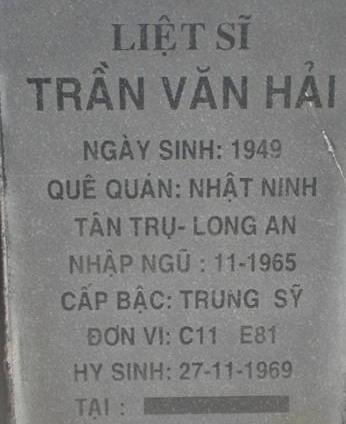 LIỆT SĨ
TRẦN VĂN HẢI
NGÀY SINH: 1949
QUÊ QUÁN: NHẬT NINH
TÂN TRỤ- LONG AN
NHẬP NGŨ : 11-1965
CẤP BẬC: TRUNG SỸ
ĐƠN VỊ: C11 E81
HY SINH: 27-11-1969
TẠI :